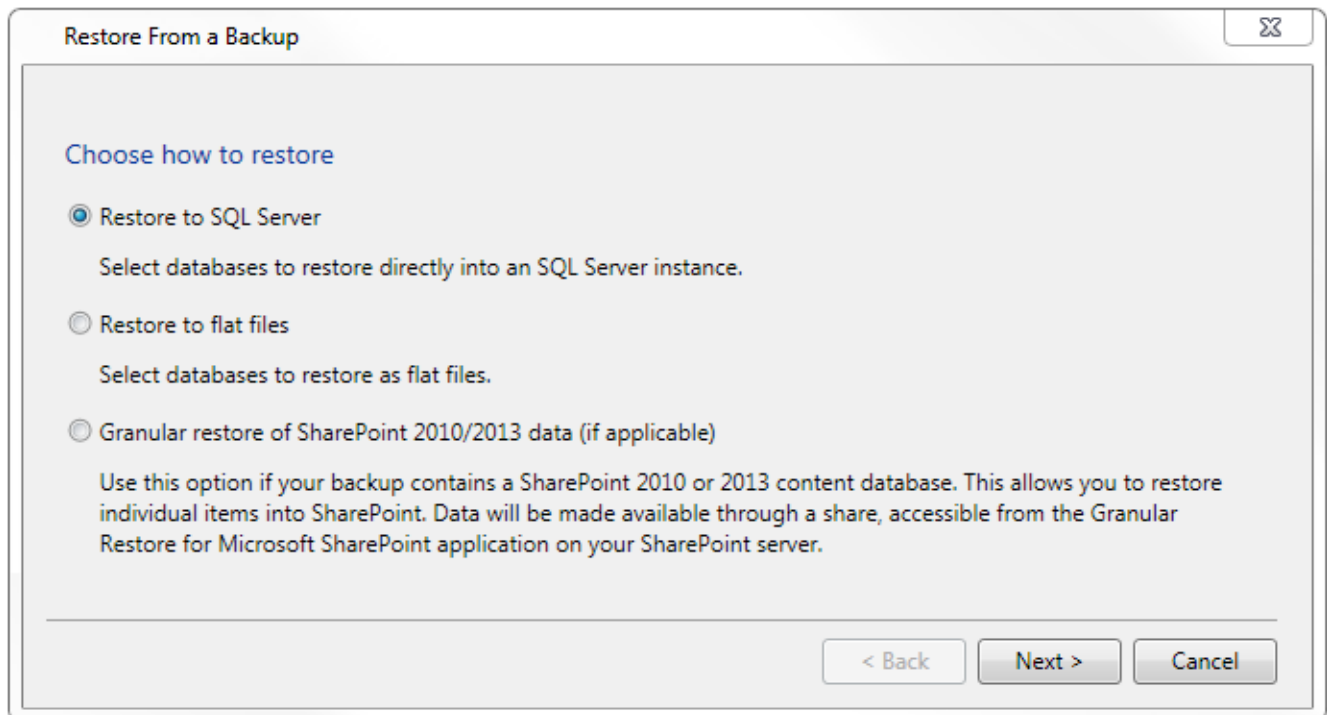 Restore From a Backup
Choose how to restore
Restore to SQL Server
Select databases to restore directly into an SQL Server instance.
Restore to flat files
Select databases to restore as flat files.
Granular restore of SharePoint 2010/2013 data (if applicable)
Use this option if your backup contains a SharePoint 2010 or 2013 content database. This allows you to restore
individual items into SharePoint. Data will be made available through a share, accessible from the Granular
Restore for Microsoft SharePoint application on your SharePoint server.
< Back
Next >
Cancel